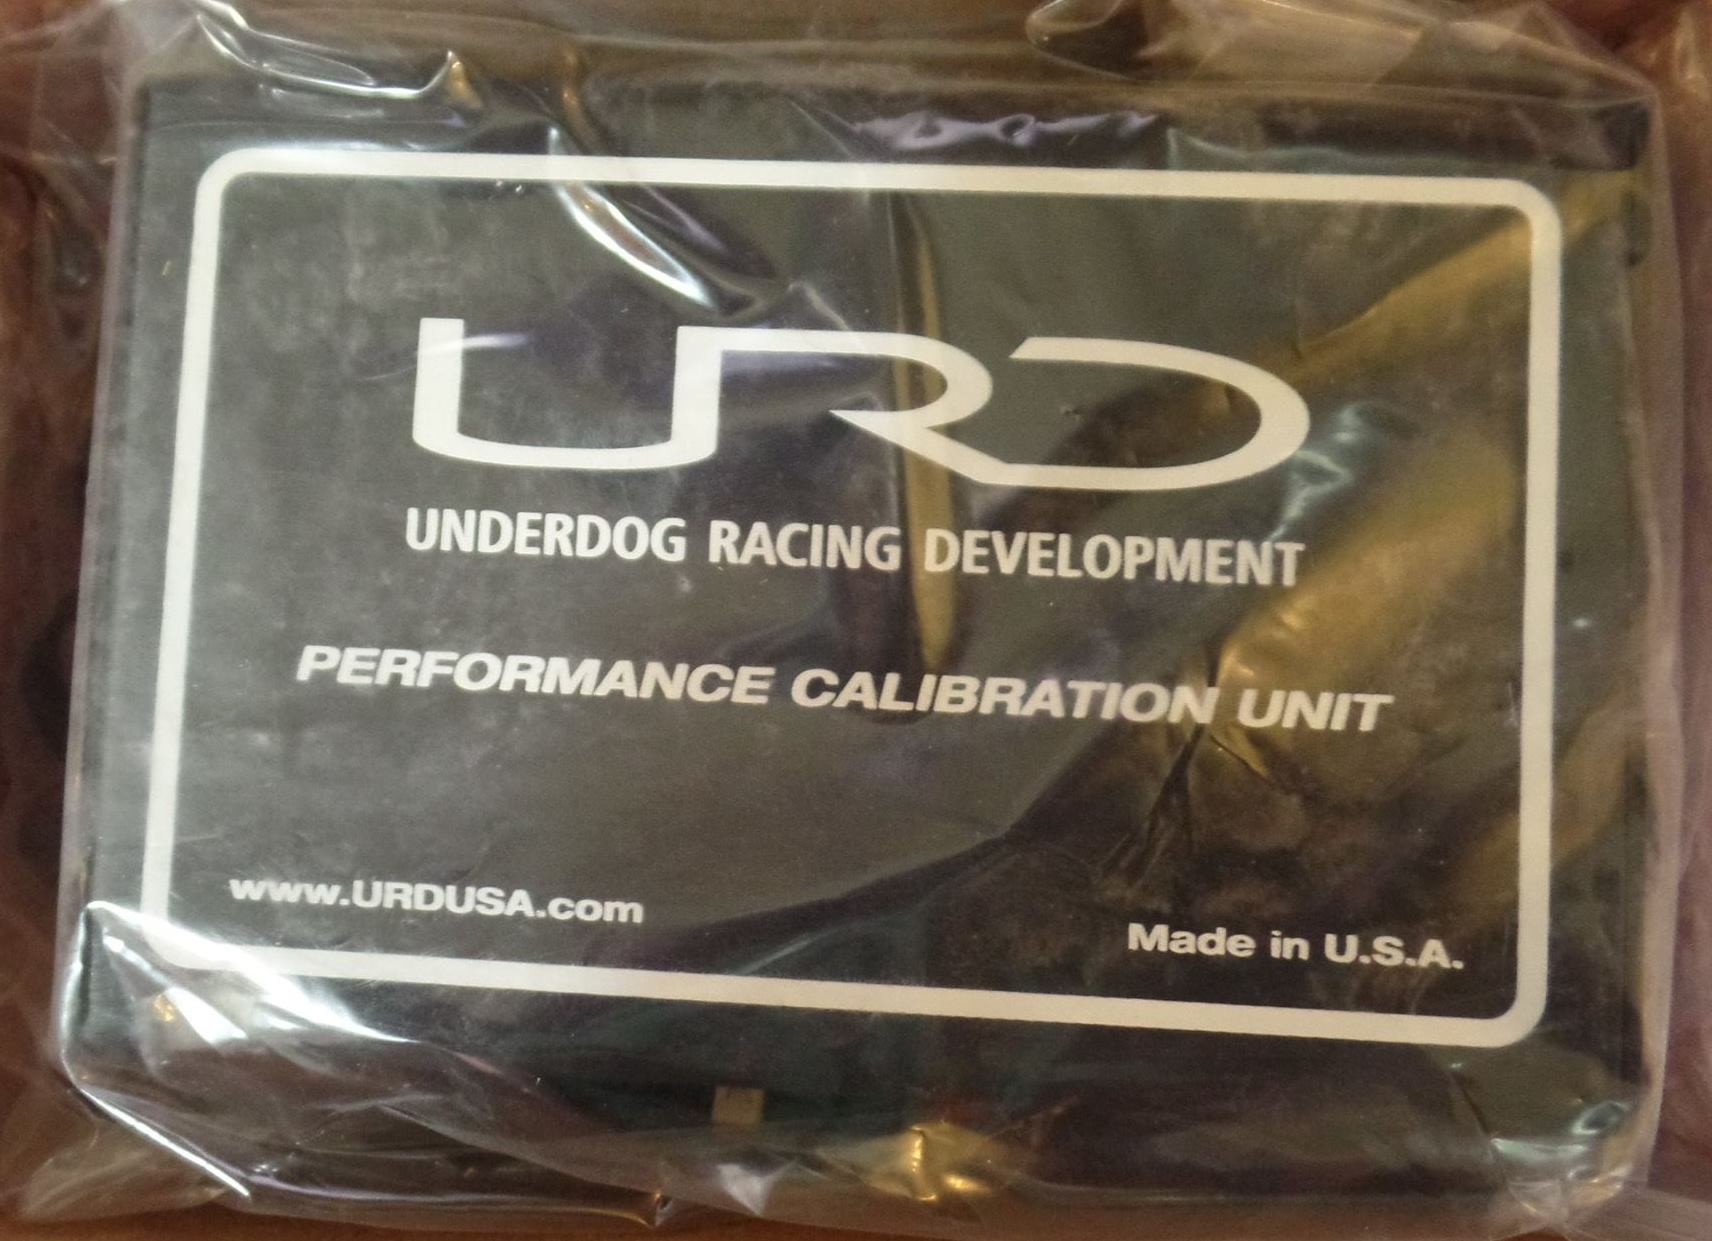 URD
UNDERDOG RACING DEVELOPMENT
PERFORMANCE CALIBRATION UNIT
www.URDUSA.com
Made in U.S.A.